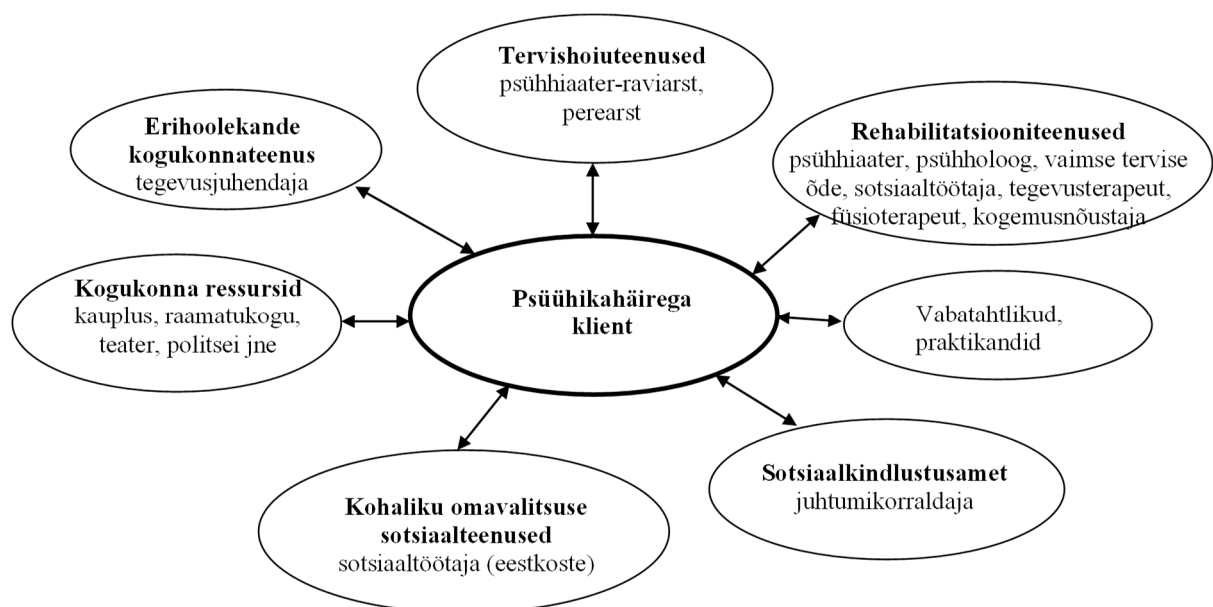 Tervishoiuteenused
psühhiaater-raviarst,
perearst
Erihoolekande
kogukonnateenus
tegevusjuhendaja
Rehabilitatsiooniteenused
psühhiaater, psühholoog, vaimse tervise
õde, sotsiaaltöötaja, tegevusterapeut,
füsioterapeut, kogemusnõustaja
Kogukonna ressursid
kauplus, raamatukogu,
teater, politsei jne
Psüühikahäirega
klient
Vabatahtlikud,
praktikandid
Kohaliku omavalitsuse
sotsiaalteenused
sotsiaaltöötaja (eestkoste)
Sotsiaalkindlustusamet
juhtumikorraldaja